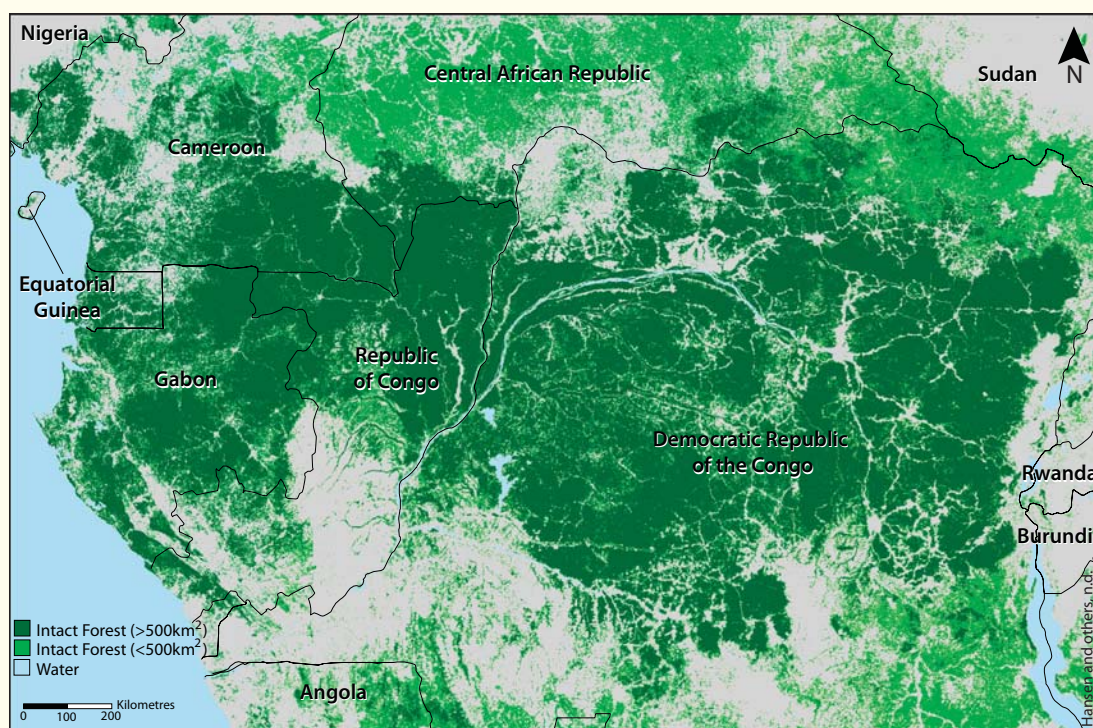 Nigeria
Central African Republic
Sudan
N
Cameroon
Equatorial
Guinea
Republic
of Congo
Gabon
Democratic Republic
of the Congo
Rwanda
Burundi
Intact Forest (>500km²)
Intact Forest (<500km²)
Water
Angola
Kilometres
0 100 200
Hansen and others, n.d.